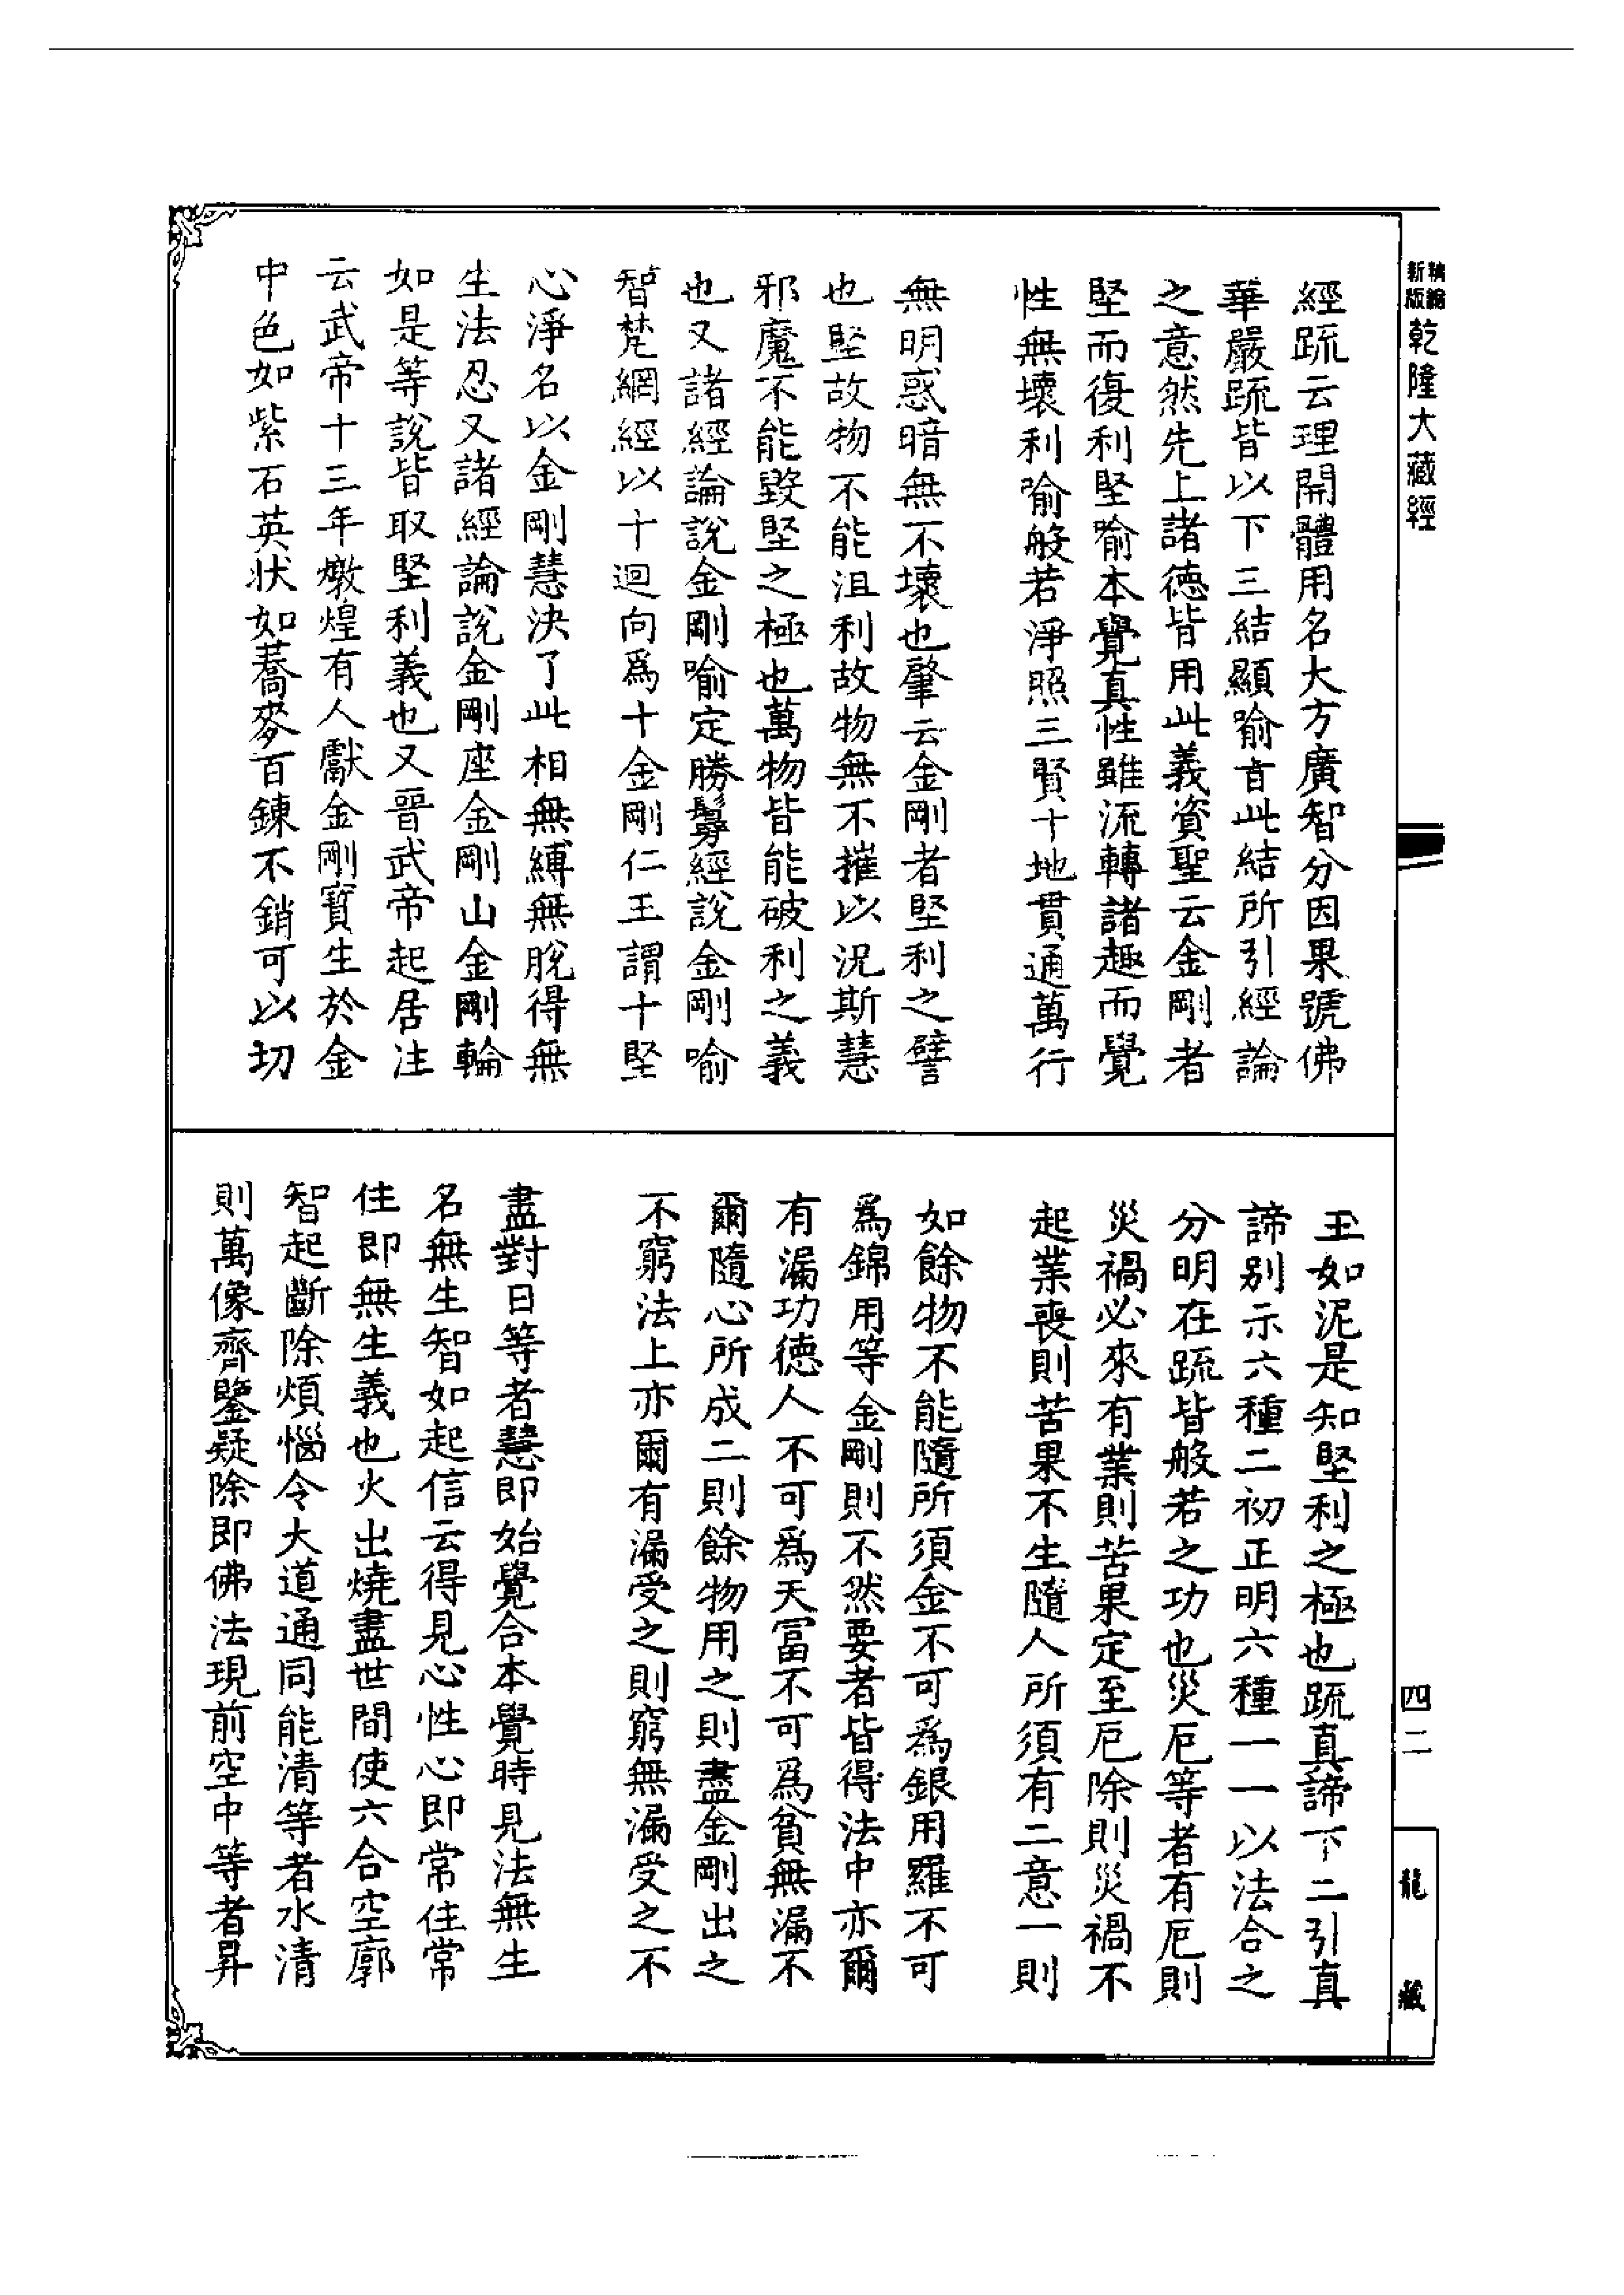 新版精繪乾隆大藏經
經疏云理開體用名大方廣智分因果號佛
華嚴疏皆以下三結顯喻旨此結所引經論
之意然先上諸德皆用此義資聖云金剛者
堅而復利堅喻本覺真性雖流轉諸趣而覺
性無壞利喻般若淨照三賢十地貫通萬行
無明惑暗無不壞也肇云金剛者堅利之譬
也堅故物不能沮利故物無不摧以況斯慧
邪魔不能毀堅之極也萬物皆能破利之義
也又諸經論說金剛喻定勝鬘經說金剛喻
智梵網經以十迴向為十金剛仁王謂十堅
心淨名以金剛慧決了此相無縛無脫得無
生法忍又諸經論說金剛座金剛山金剛輪
如是等說皆取堅利義也又晉武帝起居注
云武帝十三年燉煌有人獻金剛寶生於金
中色如紫石英狀如蕎麥百鍊不銷可以切
玉如泥是知堅利之極也疏真諦下二引真
諦別示六種二初正明六種一一以法合之
分明在疏皆般若之功也災厄等者有厄則
災禍必來有業則苦果定至厄除則災禍不
起業喪則苦果不生隨人所須有二意一則
如餘物不能隨所須金不可為銀用羅不可
為錦用等金剛則不然要者皆得法中亦爾
有漏功德人不可為天冨不可為貧無漏不
爾隨心所成二則餘物用之則盡金剛出之
不窮法上亦爾有漏受之則窮無漏受之不
盡對日等者慧即始覺合本覺時見法無生
名無生智如起信云得見心性心即常住常
住即無生義也火出燒盡世間使六合空廓
智起斷除煩惱令大道通同能清等者水清
則萬像齊鑒疑除即佛法現前空中等者昇
四二
龍藏